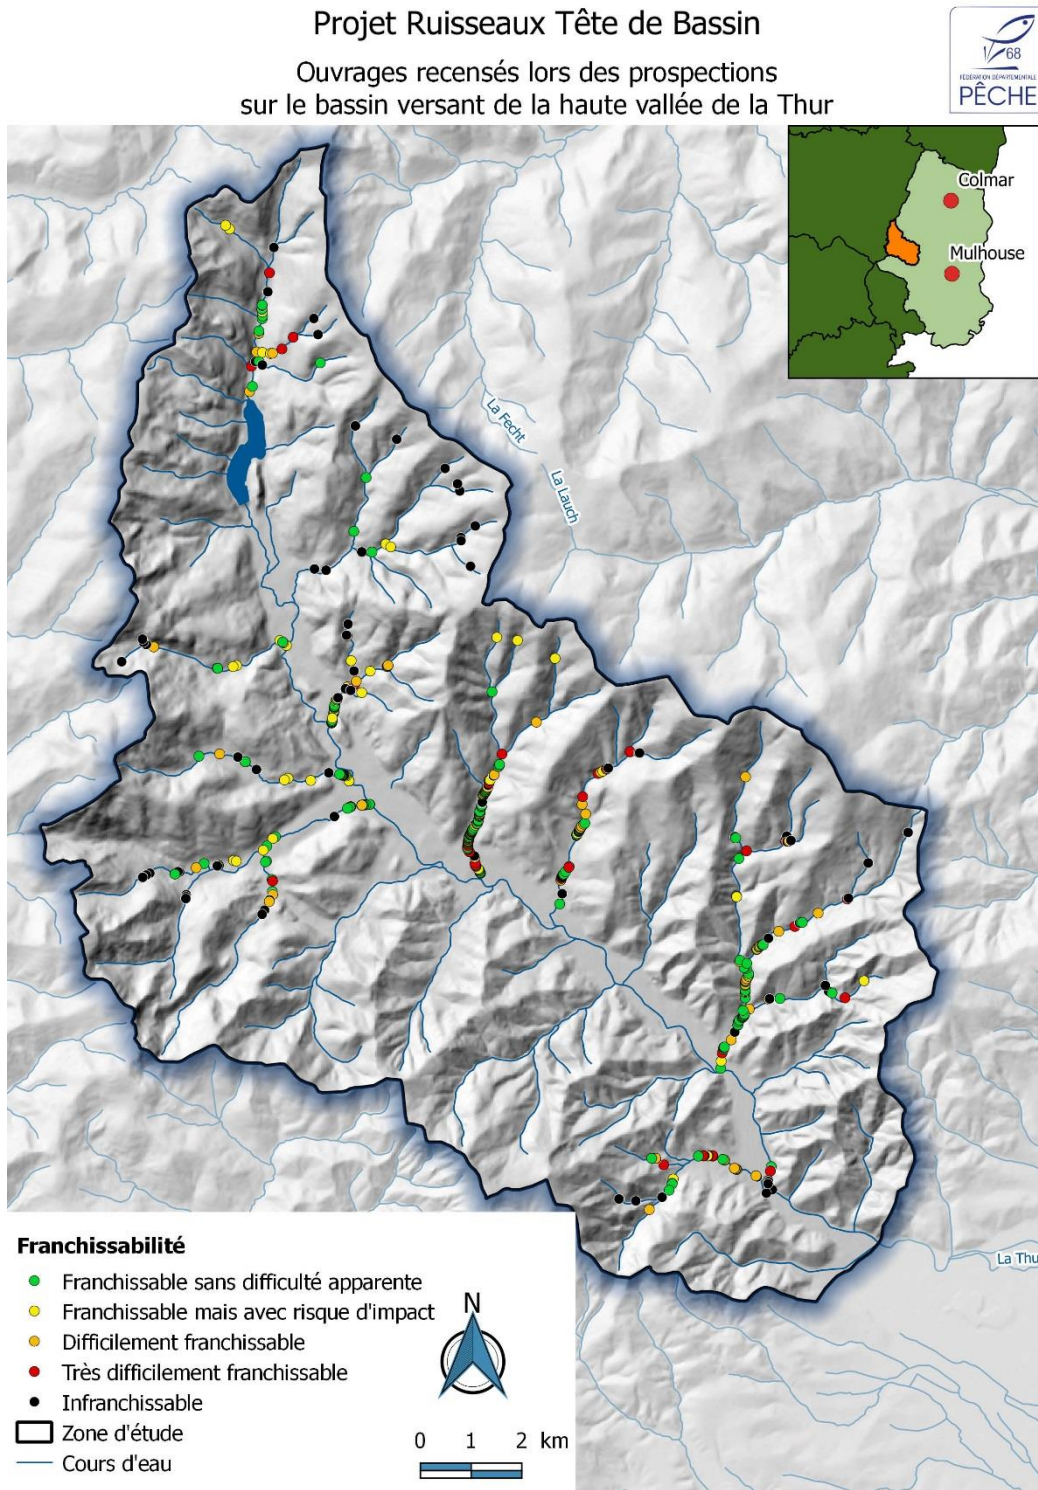 Projet Ruisseaux Tête de Bassin
Ouvrages recensés lors des prospections
sur le bassin versant de la haute vallée de la Thur
68
FÉDÉRATION DÉPARTEMENTALE
PÊCHE
Colmar
Mulhouse
La Fecht
La Lauch
La Thu
Franchissabilité
Franchissable sans difficulté apparente
Franchissable mais avec risque d'impact
Difficilement franchissable
Très difficilement franchissable
Infranchissable
Zone d'étude
Cours d'eau
N
0 1 2 km